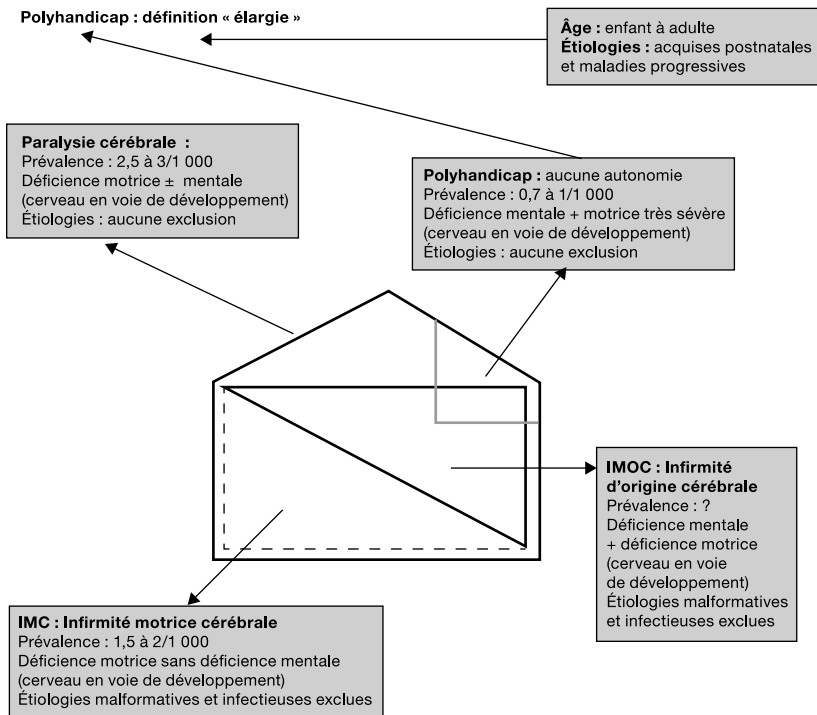 Polyhandicap : définition « élargie »
Âge : enfant à adulte
Étiologies : acquises postnatales
et maladies progressives
Paralysie cérébrale :
Prévalence : 2,5 à 3/1 000
Déficience motrice ± mentale
(cerveau en voie de développement)
Étiologies : aucune exclusion
Polyhandicap : aucune autonomie
Prévalence : 0,7 à 1/1 000
Déficience mentale + motrice très sévère
(cerveau en voie de développement)
Étiologies : aucune exclusion
IMOC : Infirmité
d'origine cérébrale
Prévalence : ?
Déficience mentale
+ déficience motrice
(cerveau en voie
de développement)
Étiologies malformatives
et infectieuses exclues
IMC : Infirmité motrice cérébrale
Prévalence : 1,5 à 2/1 000
Déficience motrice sans déficience mentale
(cerveau en voie de développement)
Étiologies malformatives et infectieuses exclues